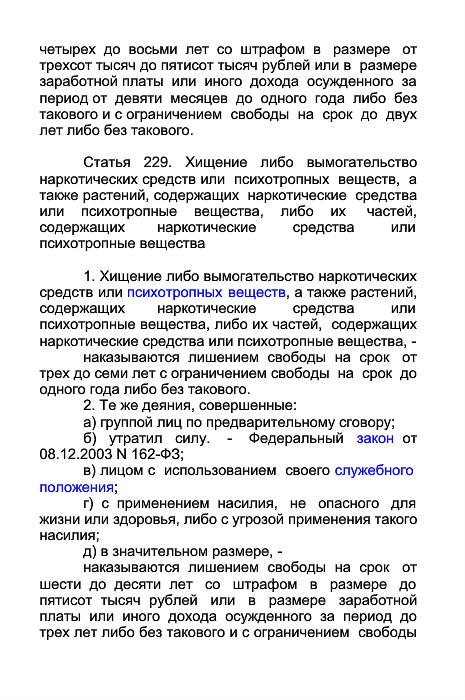 четырех до восьми лет со штрафом в размере от
трехсот тысяч до пятисот тысяч рублей или в размере
заработной платы или иного дохода осужденного за
период от девяти месяцев до одного года либо без
такового и с ограничением свободы на срок до двух
лет либо без такового.
Статья 229. Хищение либо вымогательство
наркотических средств или психотропных веществ, а
также растений, содержащих наркотические средства
или психотропные вещества, либо их частей,
содержащих наркотические средства или
психотропные вещества
1. Хищение либо вымогательство наркотических
средств или психотропных веществ, а также растений,
содержащих наркотические средства или
психотропные вещества, либо их частей, содержащих
наркотические средства или психотропные вещества, -
наказываются лишением свободы на срок от
трех до семи лет с ограничением свободы на срок до
одного года либо без такового.
2. Те же деяния, совершенные:
а) группой лиц по предварительному сговору;
б) утратил силу. - Федеральный закон от
08.12.2003 N 162-ФЗ;
в) лицом с использованием своего служебного
положения;
г) с применением насилия, не опасного для
жизни или здоровья, либо с угрозой применения такого
насилия;
д) в значительном размере, -
наказываются лишением свободы на срок от
шести до десяти лет со штрафом в размере до
пятисот тысяч рублей или в размере заработной
платы или иного дохода осужденного за период до
трех лет либо без такового и с ограничением свободы